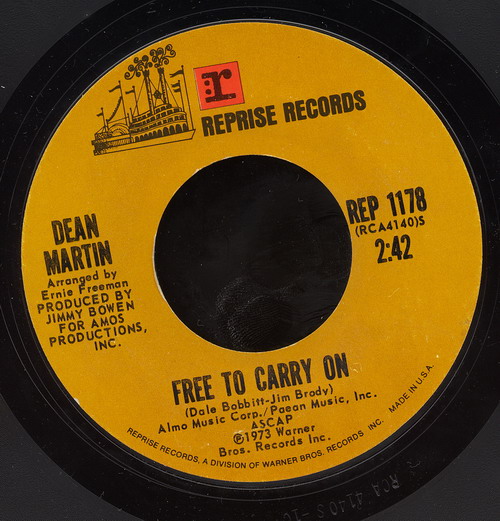 r
REPRISE RECORDS
REP 1178
(RCA4140)S
2:42
DEAN
MARTIN
Arranged by
Ernie Freeman
PRODUCED BY
JIMMY BOWEN
FOR AMOS
PRODUCTIONS,
INC.
FREE TO CARRY ON
(Dale Bobbitt-Jim Brody)
Almo Music Corp./Paean Music, Inc.
ASCAP
℗1973 Warner
Bros. Records Inc.
REPRISE RECORDS, A DIVISION OF WARNER BROS. RECORDS INC. MADE IN U.S.A.